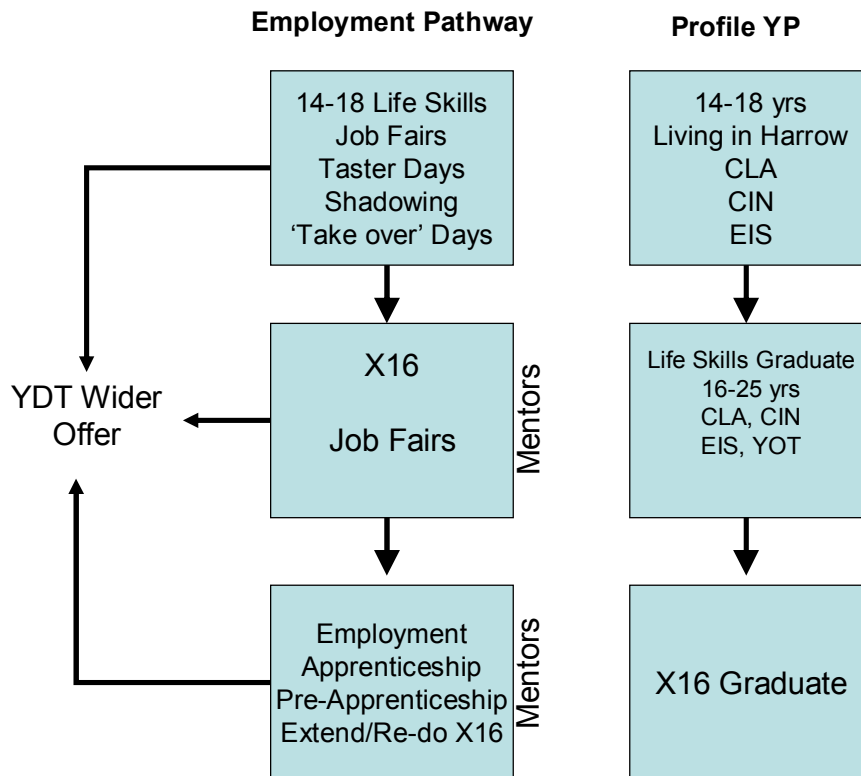 Employment Pathway
Profile YP
14-18 Life Skills
Job Fairs
Taster Days
Shadowing
‘Take over’ Days
14-18 yrs
Living in Harrow
CLA
CIN
EIS
YDT Wider
Offer
X16
Job Fairs
Mentors
Life Skills Graduate
16-25 yrs
CLA, CIN
EIS, YOT
Employment
Apprenticeship
Pre-Apprenticeship
Extend/Re-do X16
Mentors
X16 Graduate